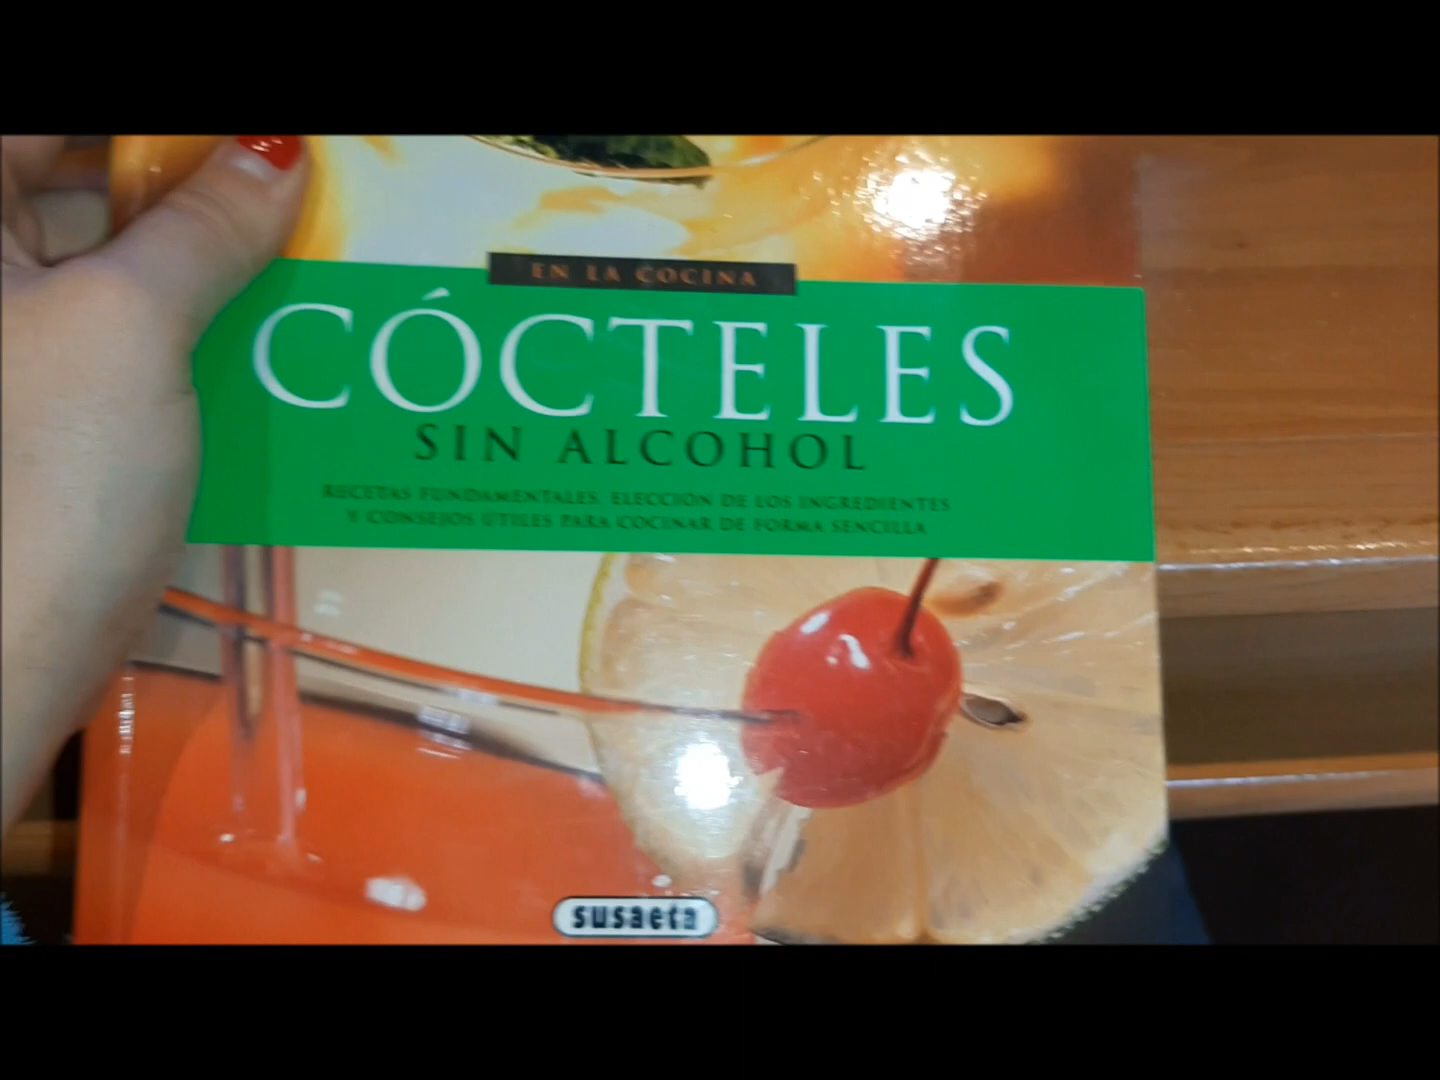 EN LA COCINA
CÓCTELES
SIN ALCOHOL
RECETAS FUNDAMENTALES, ELECCIÓN DE LOS INGREDIENTES
Y CONSEJOS ÚTILES PARA COCINAR DE FORMA SENCILLA
susaeta